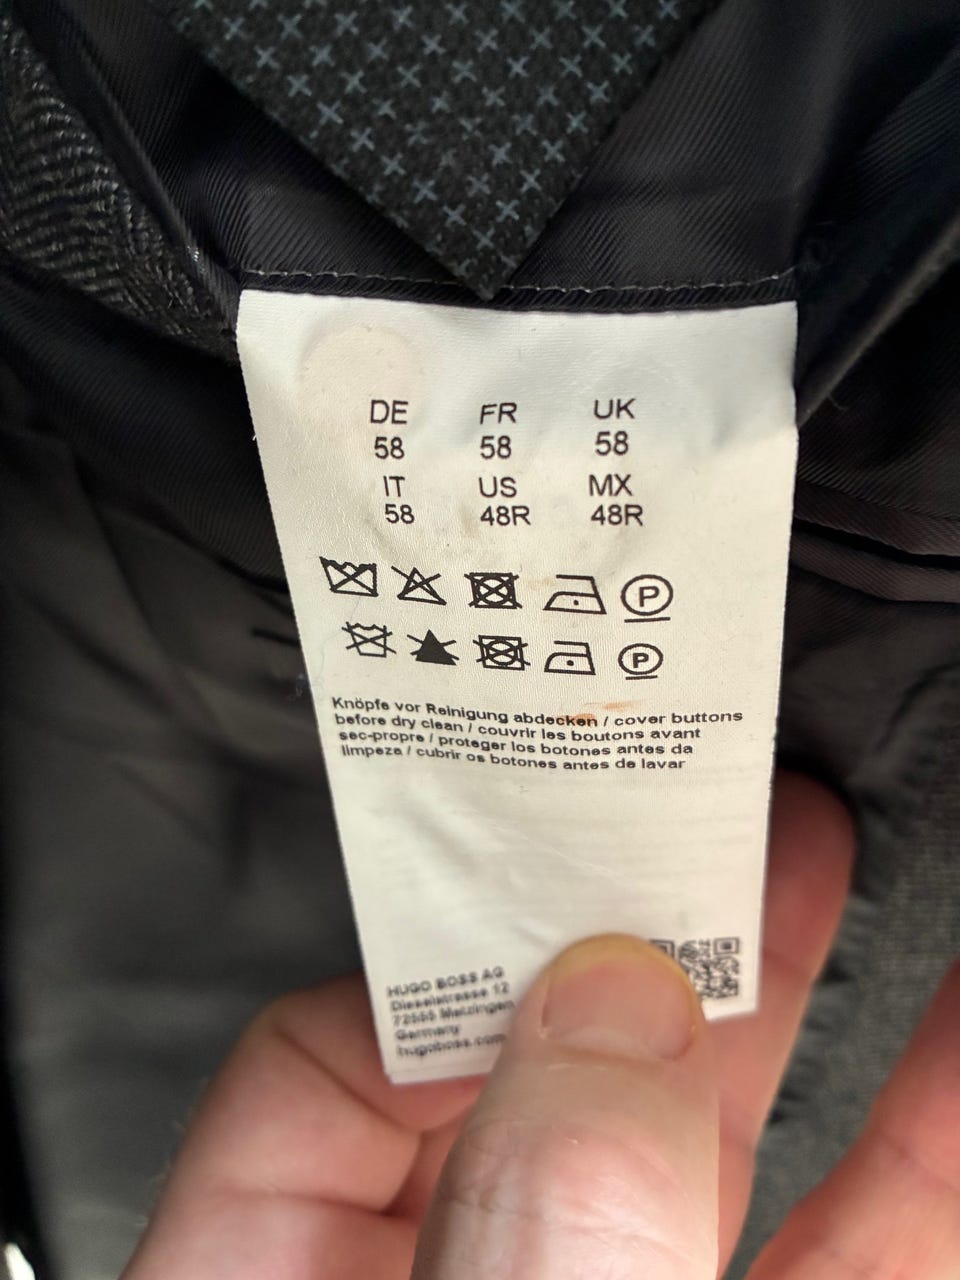 DE FR UK
58 58 58
IT US MX
58 48R 48R
P
P
Knöpfe vor Reinigung abdecken / cover buttons
before dry clean / couvrir les boutons avant
sec-propre / proteger los botones antes da
limpeza / cubrir os botones antes de lavar
HUGO BOSS AG
Dieselstrasse 12
72555 Metzingen
Germany
hugoboss.com